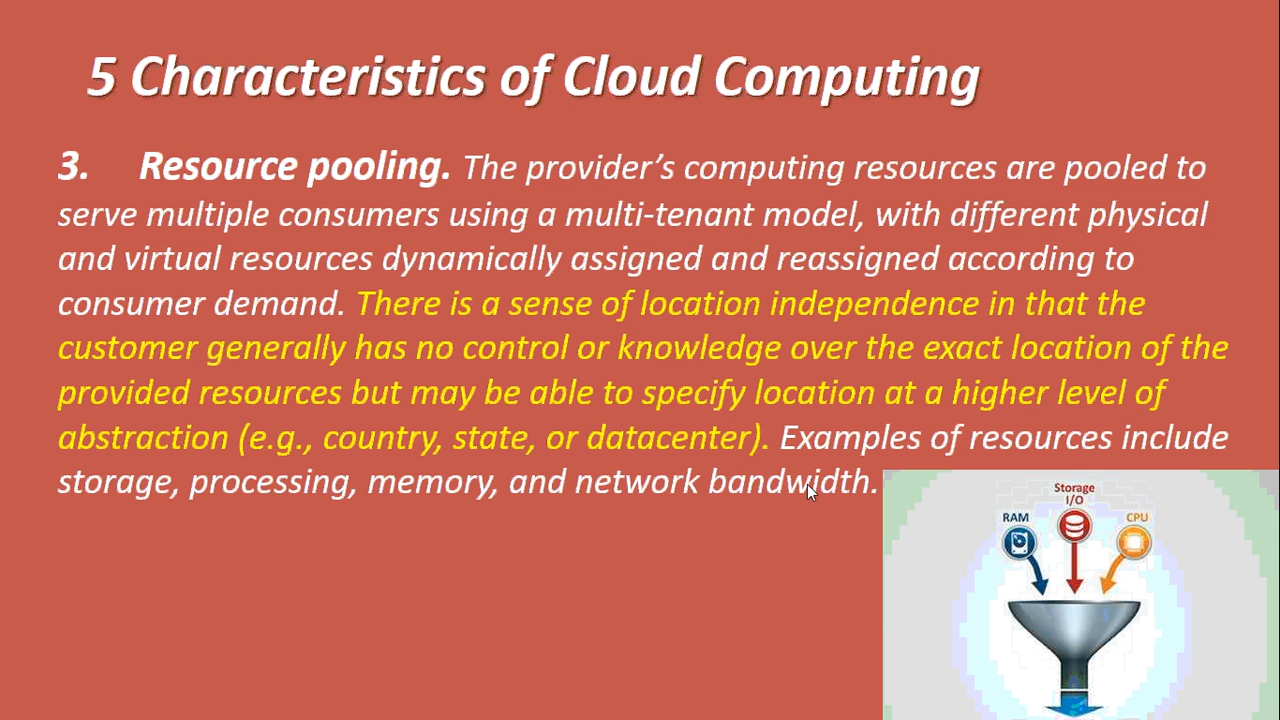 5 Characteristics of Cloud Computing
3. Resource pooling. The provider’s computing resources are pooled to
serve multiple consumers using a multi-tenant model, with different physical
and virtual resources dynamically assigned and reassigned according to
consumer demand. There is a sense of location independence in that the
customer generally has no control or knowledge over the exact location of the
provided resources but may be able to specify location at a higher level of
abstraction (e.g., country, state, or datacenter). Examples of resources include
storage, processing, memory, and network bandwidth.
Storage
I/O
RAM
CPU